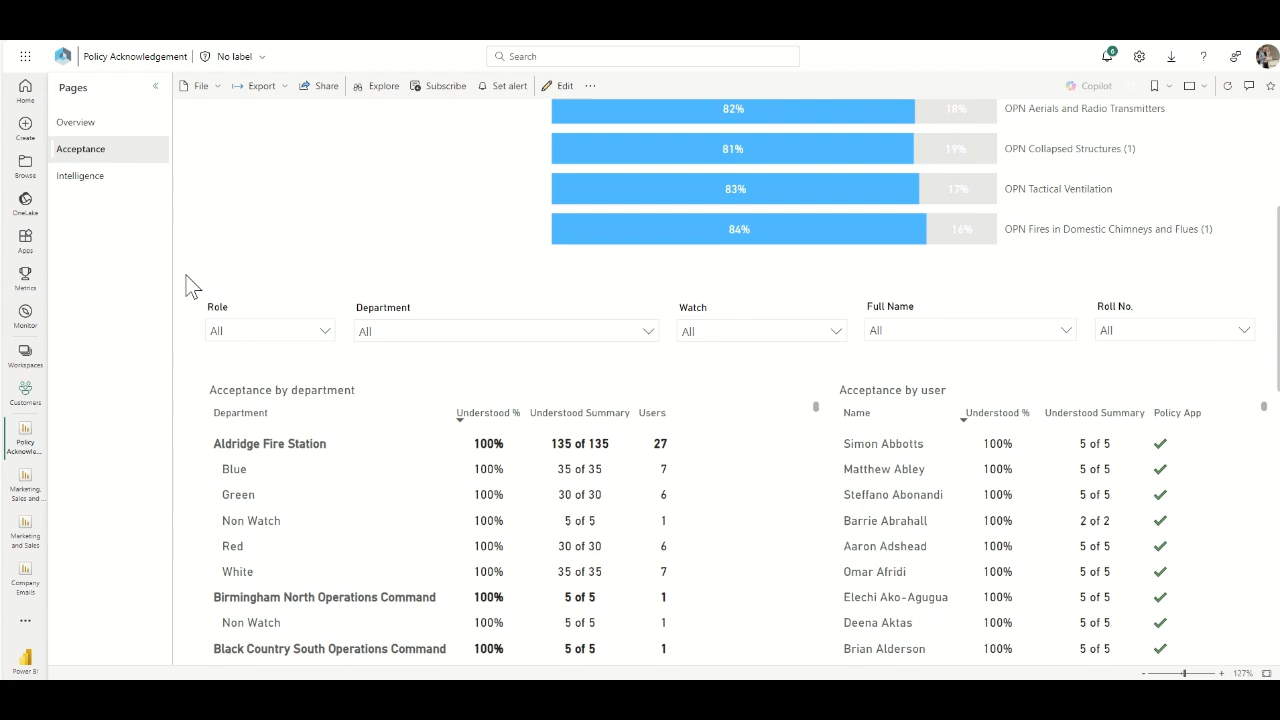 Policy Acknowledgement
No label
Search
6
Home
Create
Browse
OneLake
Apps
Metrics
Monitor
Workspaces
Customers
Policy
Acknowle...
Marketing,
Sales and ...
Marketing
and Sales
Company
Emails
Power BI
Pages
Overview
Acceptance
Intelligence
File
Export
Share
Explore
Subscribe
Set alert
Edit
Copilot
82% 18% OPN Aerials and Radio Transmitters
81% 19% OPN Collapsed Structures (1)
83% 17% OPN Tactical Ventilation
84% 16% OPN Fires in Domestic Chimneys and Flues (1)
Role Department Watch Full Name Roll No.
All All All All All
Acceptance by department
Department Understood % Understood Summary Users
Aldridge Fire Station 100% 135 of 135 27
Blue 100% 35 of 35 7
Green 100% 30 of 30 6
Non Watch 100% 5 of 5 1
Red 100% 30 of 30 6
White 100% 35 of 35 7
Birmingham North Operations Command 100% 5 of 5 1
Non Watch 100% 5 of 5 1
Black Country South Operations Command 100% 5 of 5 1
Acceptance by user
Name Understood % Understood Summary Policy App
Simon Abbotts 100% 5 of 5
Matthew Abley 100% 5 of 5
Steffano Abonandi 100% 5 of 5
Barrie Abrahall 100% 2 of 2
Aaron Adshead 100% 5 of 5
Omar Afridi 100% 5 of 5
Elechi Ako-Agugua 100% 5 of 5
Deena Aktas 100% 5 of 5
Brian Alderson 100% 5 of 5
127%